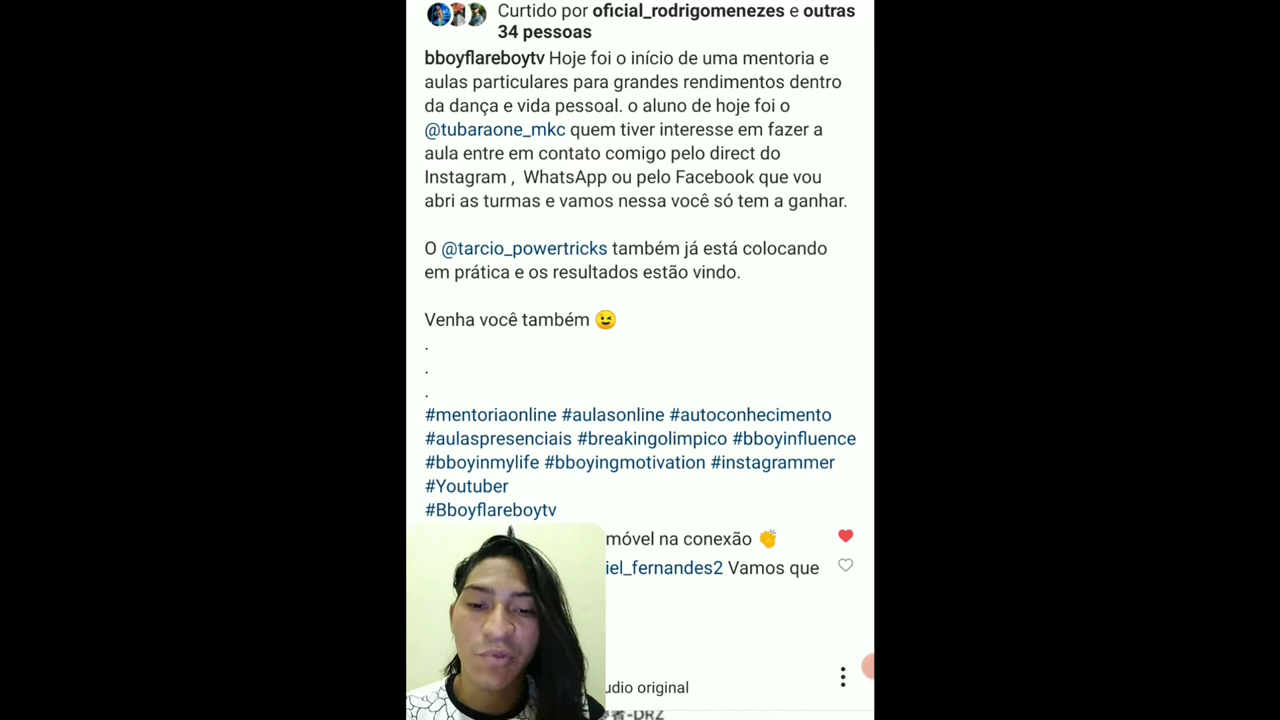 Curtido por oficial_rodrigomenezes e outras
34 pessoas
bboyflareboytv Hoje foi o início de uma mentoria e
aulas particulares para grandes rendimentos dentro
da dança e vida pessoal. o aluno de hoje foi o
@tubaraone_mkc quem tiver interesse em fazer a
aula entre em contato comigo pelo direct do
Instagram , WhatsApp ou pelo Facebook que vou
abri as turmas e vamos nessa você só tem a ganhar.
O @tarcio_powertricks também já está colocando
em prática e os resultados estão vindo.
Venha você também 😉
.
.
.
#mentoriaonline #aulasonline #autoconhecimento
#aulaspresenciais #breakingolimpico #bboyinfluence
#bboyinmylife #bboyingmotivation #instagrammer
#Youtuber
#Bboyflareboytv
móvel na conexão 👏
iel_fernandes2 Vamos que
udio original